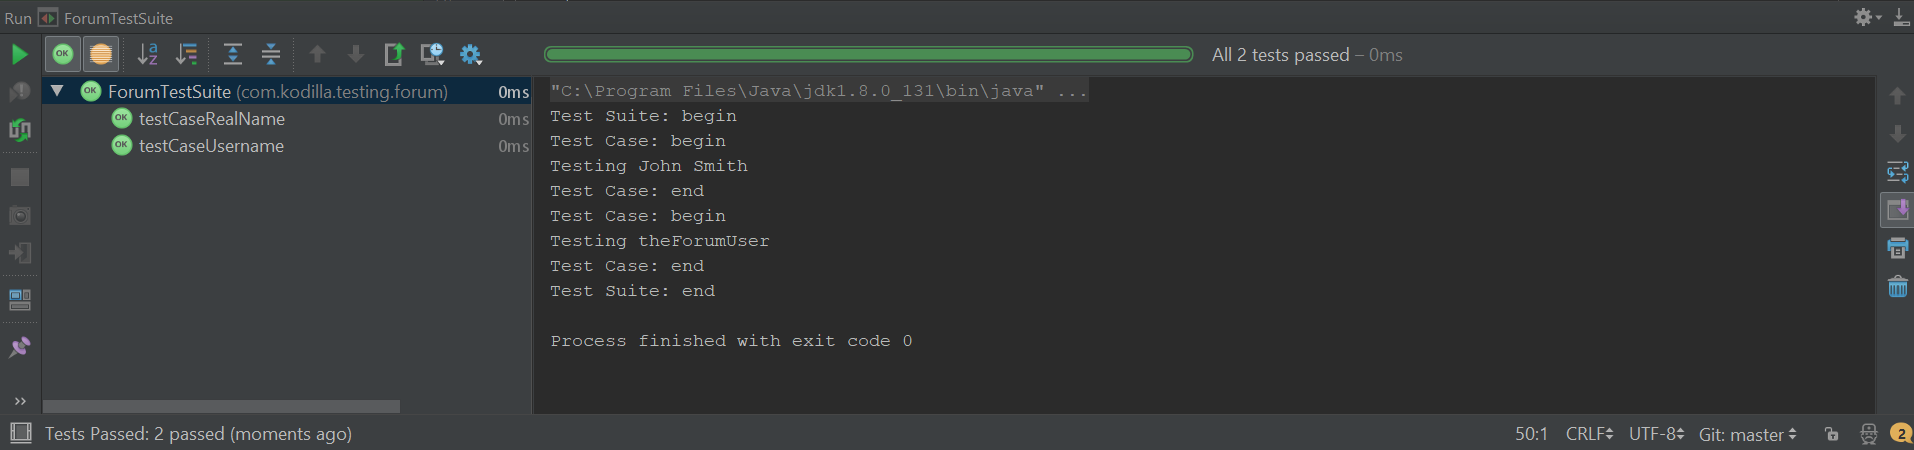 Run ForumTestSuite
All 2 tests passed – 0ms
OK ForumTestSuite (com.kodilla.testing.forum) 0ms
OK testCaseRealName 0ms
OK testCaseUsername 0ms
"C:\Program Files\Java\jdk1.8.0_131\bin\java" ...
Test Suite: begin
Test Case: begin
Testing John Smith
Test Case: end
Test Case: begin
Testing theForumUser
Test Case: end
Test Suite: end
Process finished with exit code 0
Tests Passed: 2 passed (moments ago) 50:1 CRLF UTF-8 Git: master 2